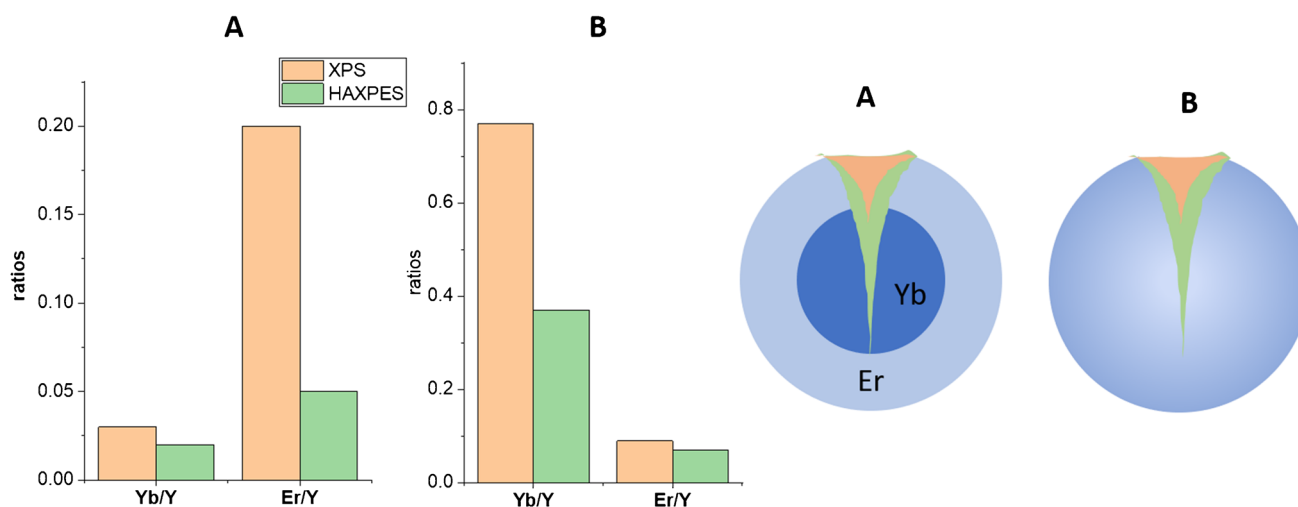 A
B
XPS
HAXPES
ratios
0.20
0.15
0.10
0.05
0.00
Yb/Y
Er/Y
ratios
0.8
0.6
0.4
0.2
0.0
Yb/Y
Er/Y
A
Yb
Er
B